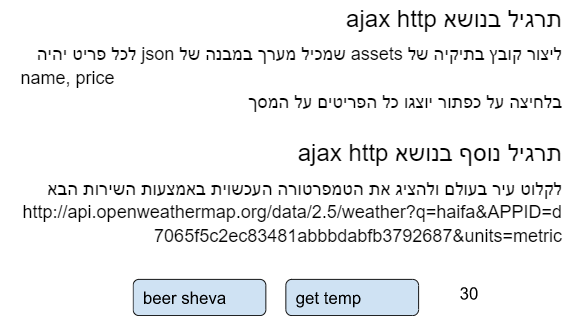 תרגיל בנושא ajax http
ליצור קובץ בתיקיה של assets שמכיל מערך במבנה של json לכל פריט יהיה
name, price
בלחיצה על כפתור יוצגו כל הפריטים על המסך
תרגיל נוסף בנושא ajax http
לקלוט עיר בעולם ולהציג את הטמפרטורה העכשוית באמצעות השירות הבא
http://api.openweathermap.org/data/2.5/weather?q=haifa&APPID=d
7065f5c2ec83481abbbdabfb3792687&units=metric
beer sheva get temp 30